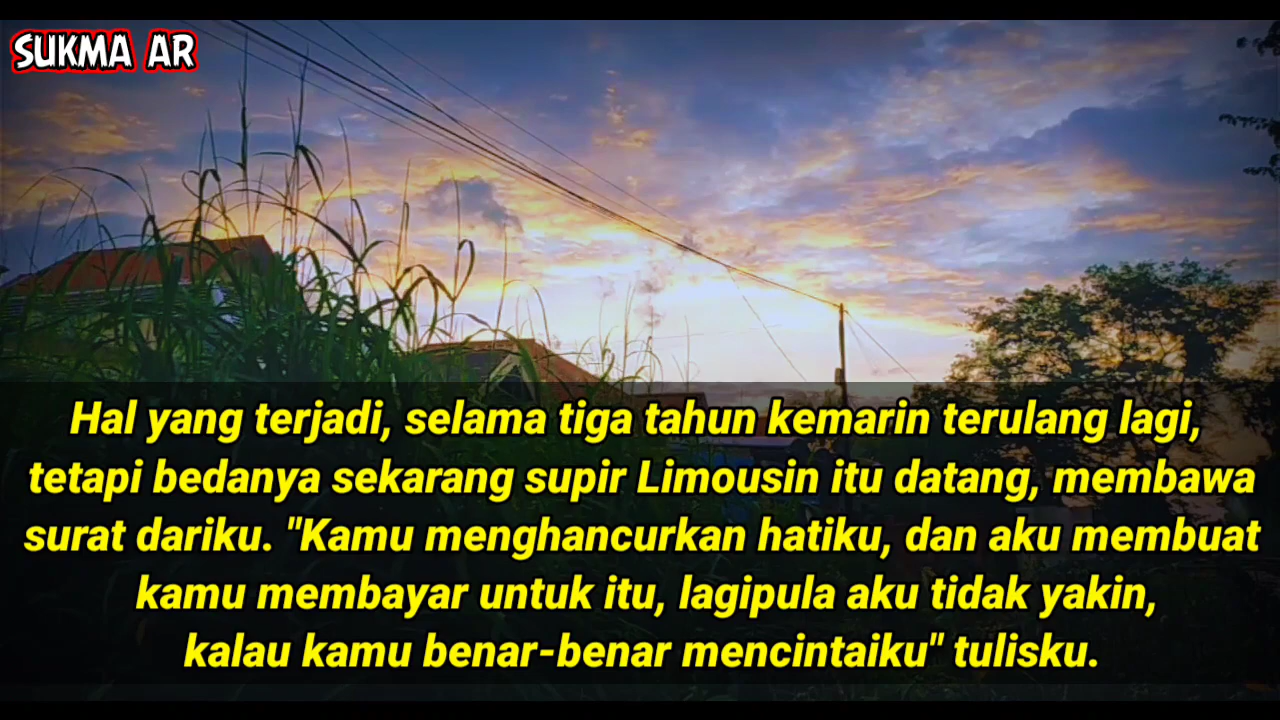 SUKMA AR
Hal yang terjadi, selama tiga tahun kemarin terulang lagi,
tetapi bedanya sekarang supir Limousin itu datang, membawa
surat dariku. "Kamu menghancurkan hatiku, dan aku membuat
kamu membayar untuk itu, lagipula aku tidak yakin,
kalau kamu benar-benar mencintaiku" tulisku.